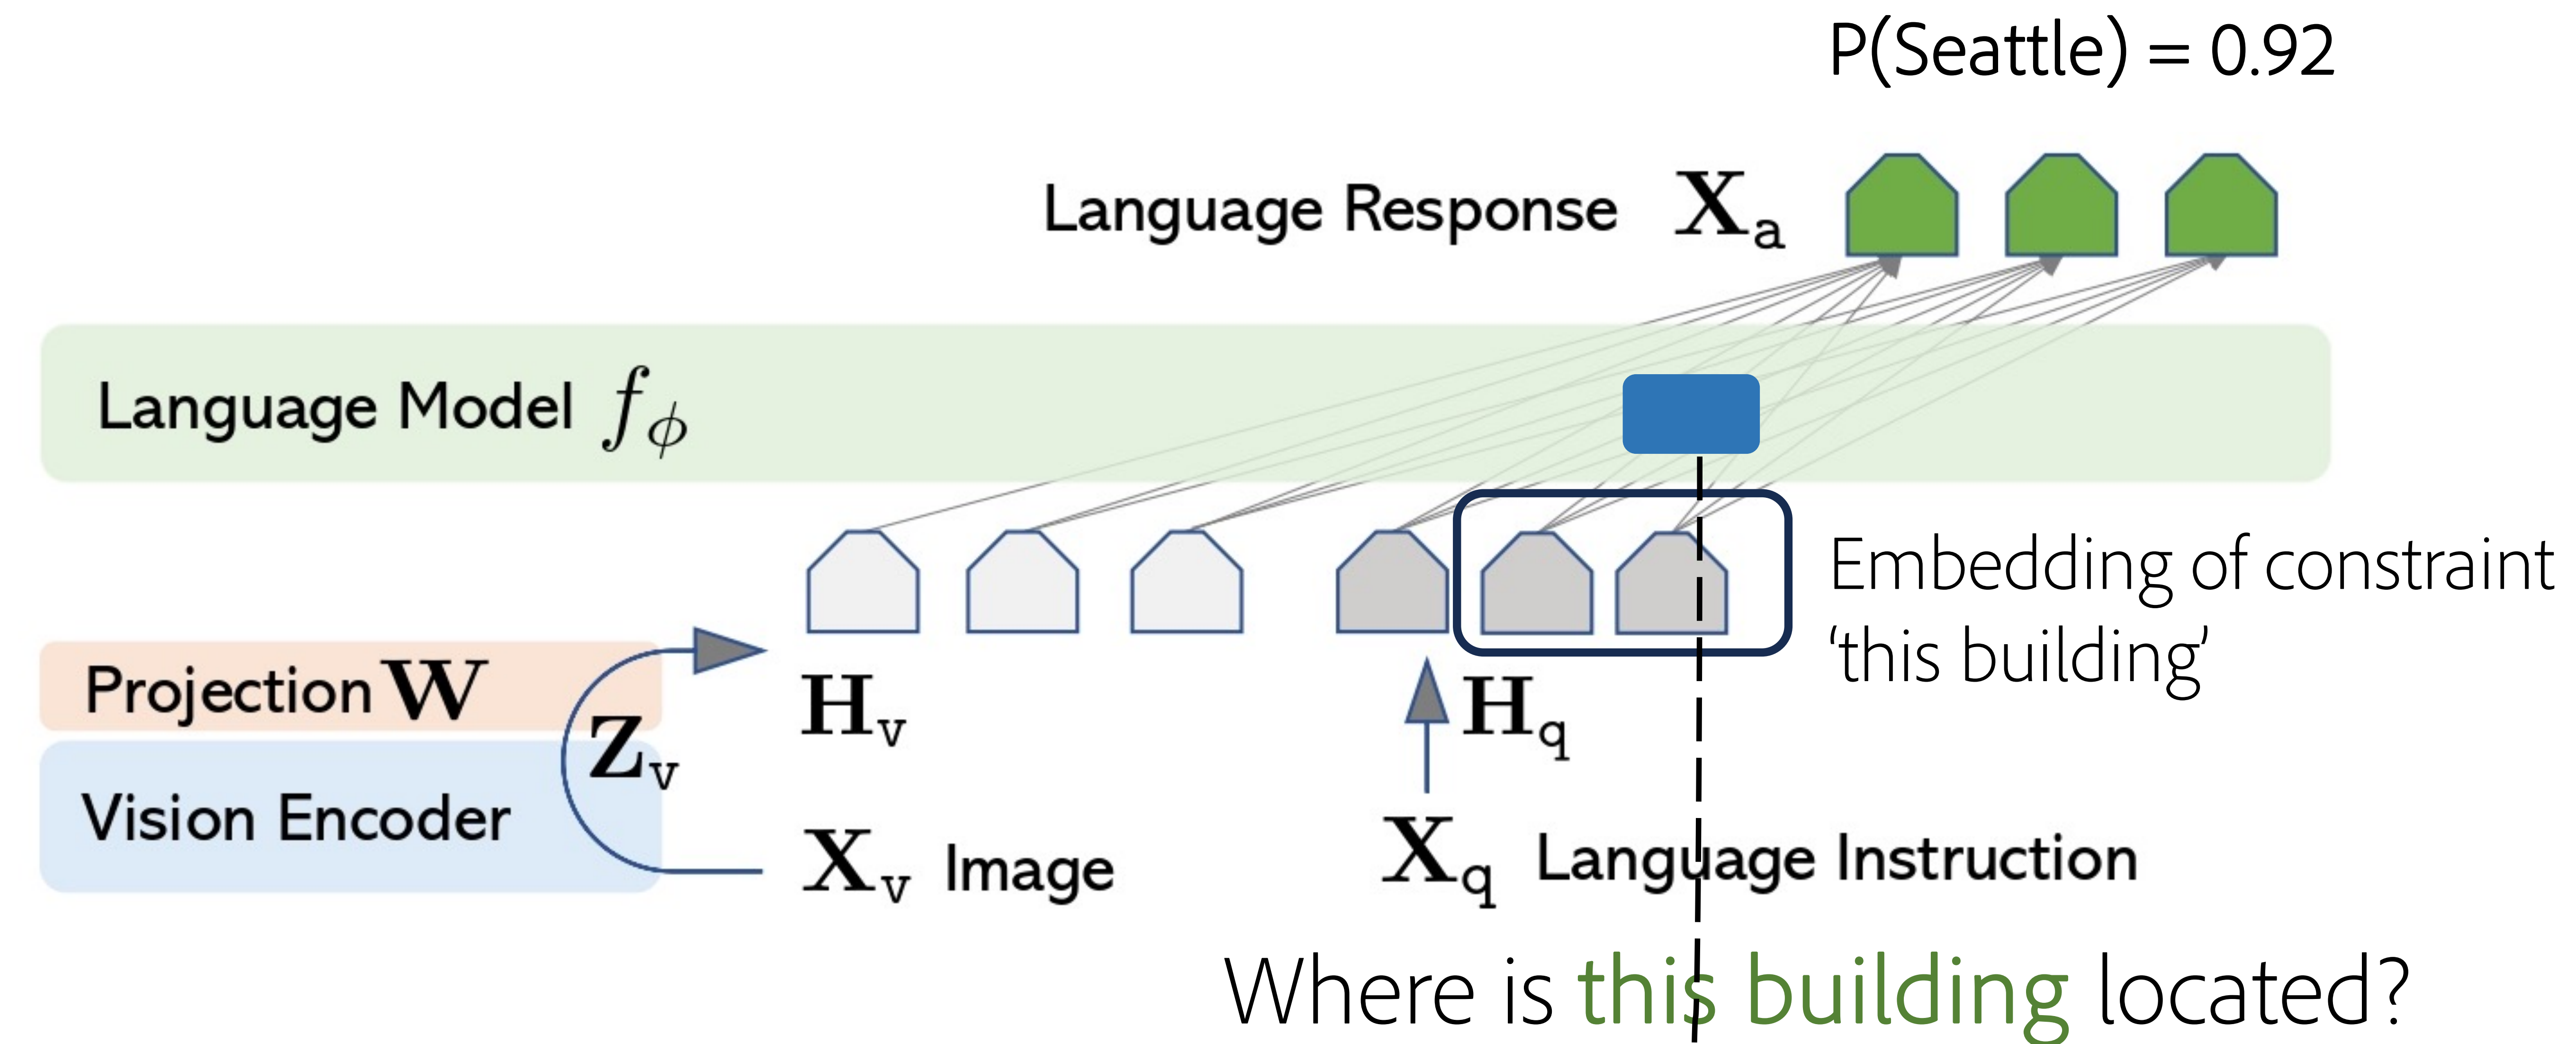 P(Seattle) = 0.92
Language Response Xₐ
Language Model f_ϕ
Embedding of constraint
‘this building’
Projection W
Z_v
H_v
H_q
Vision Encoder
X_v Image
X_q Language Instruction
Where is this building located?